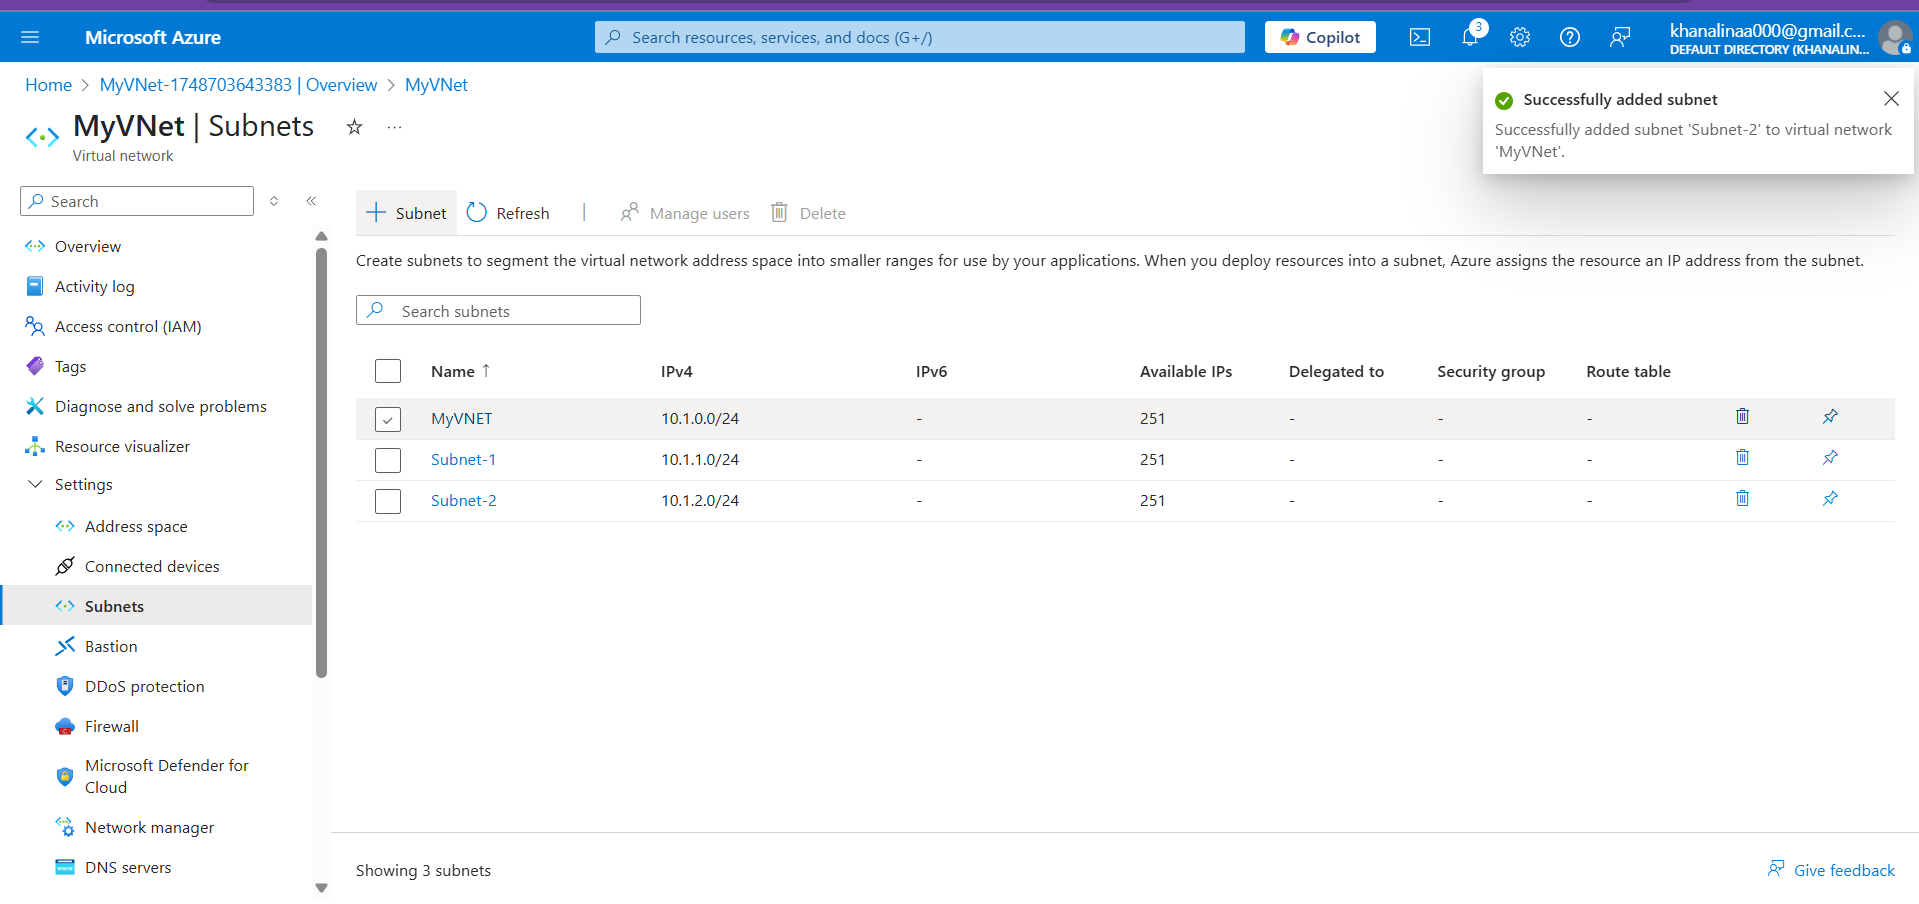 Microsoft Azure
Search resources, services, and docs (G+/)
Copilot
3
khanalinaa000@gmail.c...
DEFAULT DIRECTORY (KHANALIN...
Home > MyVNet-1748703643383 | Overview > MyVNet
MyVNet | Subnets
Virtual network
Successfully added subnet
Successfully added subnet 'Subnet-2' to virtual network
'MyVNet'.
Search
Overview
Activity log
Access control (IAM)
Tags
Diagnose and solve problems
Resource visualizer
Settings
Address space
Connected devices
Subnets
Bastion
DDoS protection
Firewall
Microsoft Defender for
Cloud
Network manager
DNS servers
Subnet Refresh Manage users Delete
Create subnets to segment the virtual network address space into smaller ranges for use by your applications. When you deploy resources into a subnet, Azure assigns the resource an IP address from the subnet.
Search subnets
Name ↑ IPv4 IPv6 Available IPs Delegated to Security group Route table
MyVNET 10.1.0.0/24 - 251 - - -
Subnet-1 10.1.1.0/24 - 251 - - -
Subnet-2 10.1.2.0/24 - 251 - - -
Showing 3 subnets
Give feedback